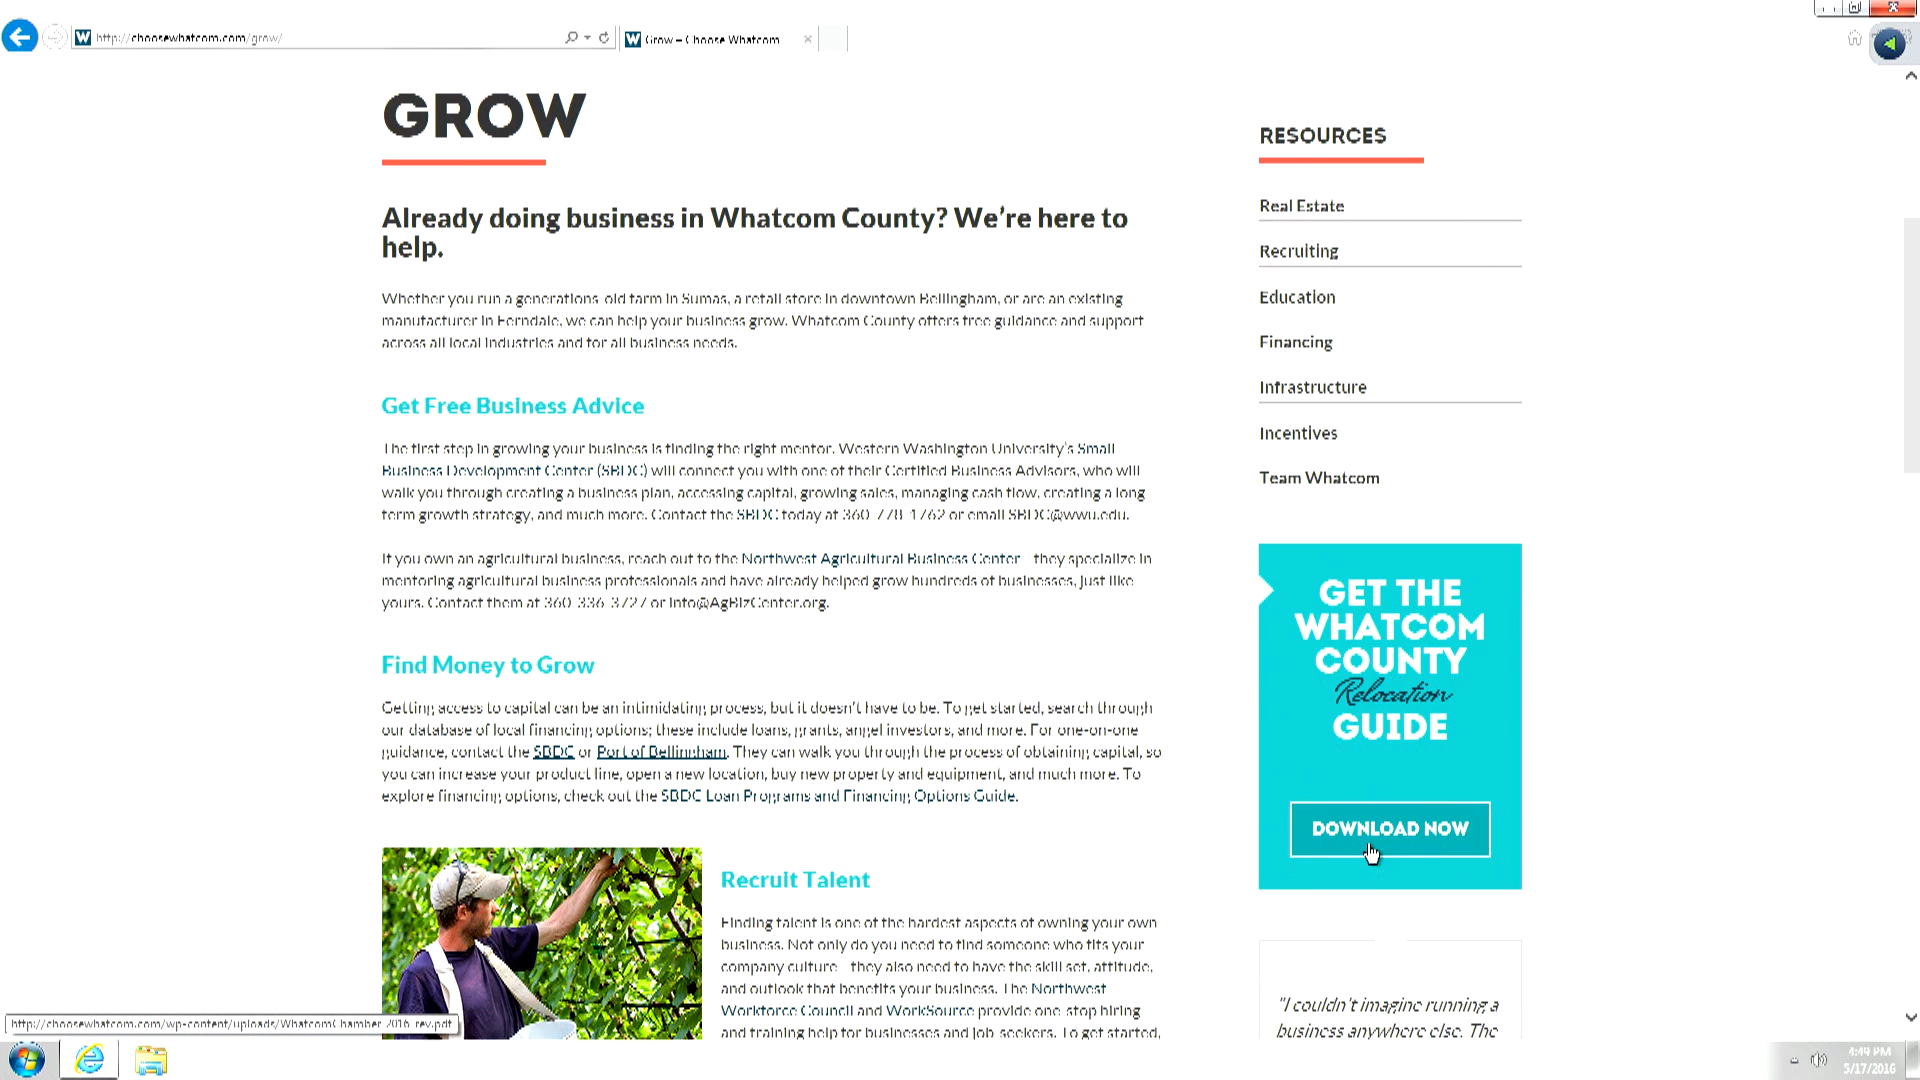 http://choosewhatcom.com/grow/
Grow – Choose Whatcom
GROW
Already doing business in Whatcom County? We're here to
help.
Whether you run a generations-old farm in Sumas, a retail store in downtown Bellingham, or are an existing
manufacturer in Ferndale, we can help your business grow. Whatcom County offers free guidance and support
across all local industries and for all business needs.
Get Free Business Advice
The first step in growing your business is finding the right mentor. Western Washington University's Small
Business Development Center (SBDC) will connect you with one of their Certified Business Advisors, who will
walk you through creating a business plan, accessing capital, growing sales, managing cash flow, creating a long
term growth strategy, and much more. Contact the SBDC today at 360-778-1762 or email SBDC@wwu.edu.
If you own an agricultural business, reach out to the Northwest Agricultural Business Center – they specialize in
mentoring agricultural business professionals and have already helped grow hundreds of businesses, just like
yours. Contact them at 360-336-3727 or info@AgBizCenter.org.
Find Money to Grow
Getting access to capital can be an intimidating process, but it doesn't have to be. To get started, search through
our database of local financing options; these include loans, grants, angel investors, and more. For one-on-one
guidance, contact the SBDC or Port of Bellingham. They can walk you through the process of obtaining capital, so
you can increase your product line, open a new location, buy new property and equipment, and much more. To
explore financing options, check out the SBDC Loan Programs and Financing Options Guide.
Recruit Talent
Finding talent is one of the hardest aspects of owning your own
business. Not only do you need to find someone who fits your
company culture – they also need to have the skill set, attitude,
and outlook that benefits your business. The Northwest
Workforce Council and WorkSource provide one-stop hiring
and training help for businesses and job-seekers. To get started,
RESOURCES
Real Estate
Recruiting
Education
Financing
Infrastructure
Incentives
Team Whatcom
GET THE
WHATCOM
COUNTY
Relocation
GUIDE
DOWNLOAD NOW
"I couldn't imagine running a
business anywhere else. The
http://choosewhatcom.com/wp-content/uploads/WhatcomChamber_2016_rev.pdf
4:49 PM
5/17/2016